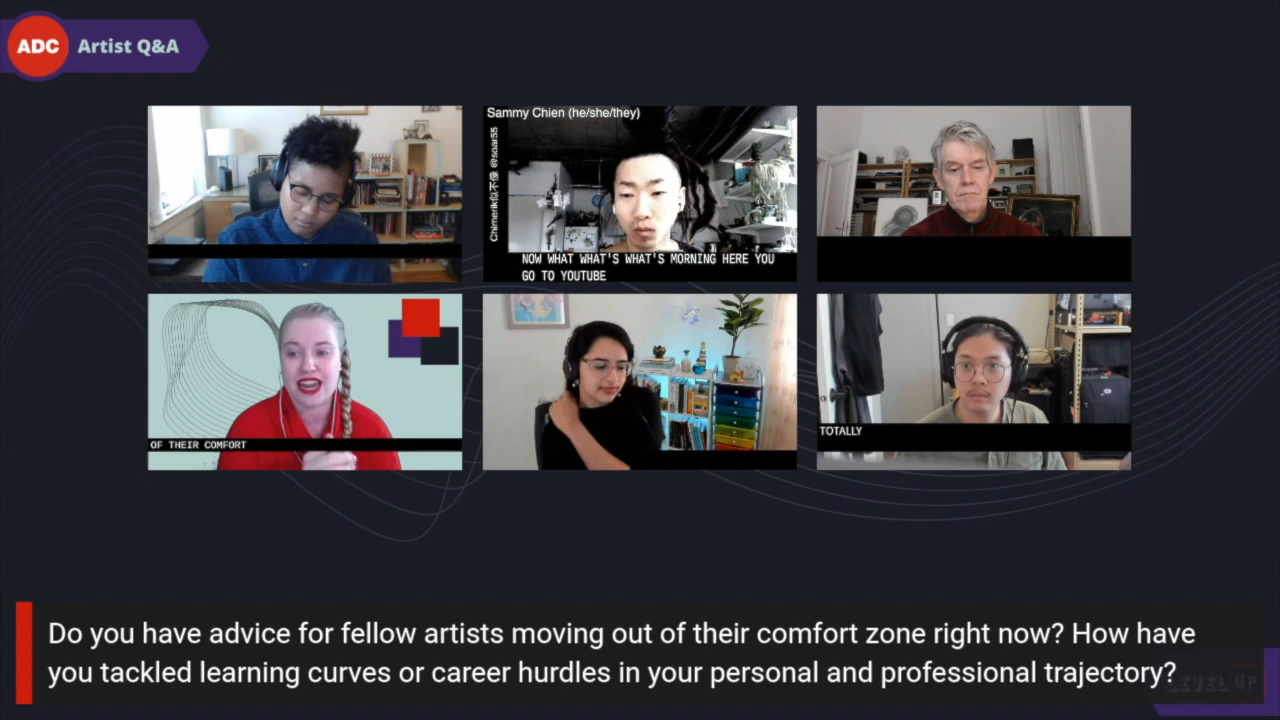 ADC Artist Q&A
Sammy Chien (he/she/they)
Chimerik似不像 @soar55
NOW WHAT WHAT'S WHAT'S MORNING HERE YOU
GO TO YOUTUBE
OF THEIR COMFORT
TOTALLY
Do you have advice for fellow artists moving out of their comfort zone right now? How have
you tackled learning curves or career hurdles in your personal and professional trajectory?
LEVEL UP